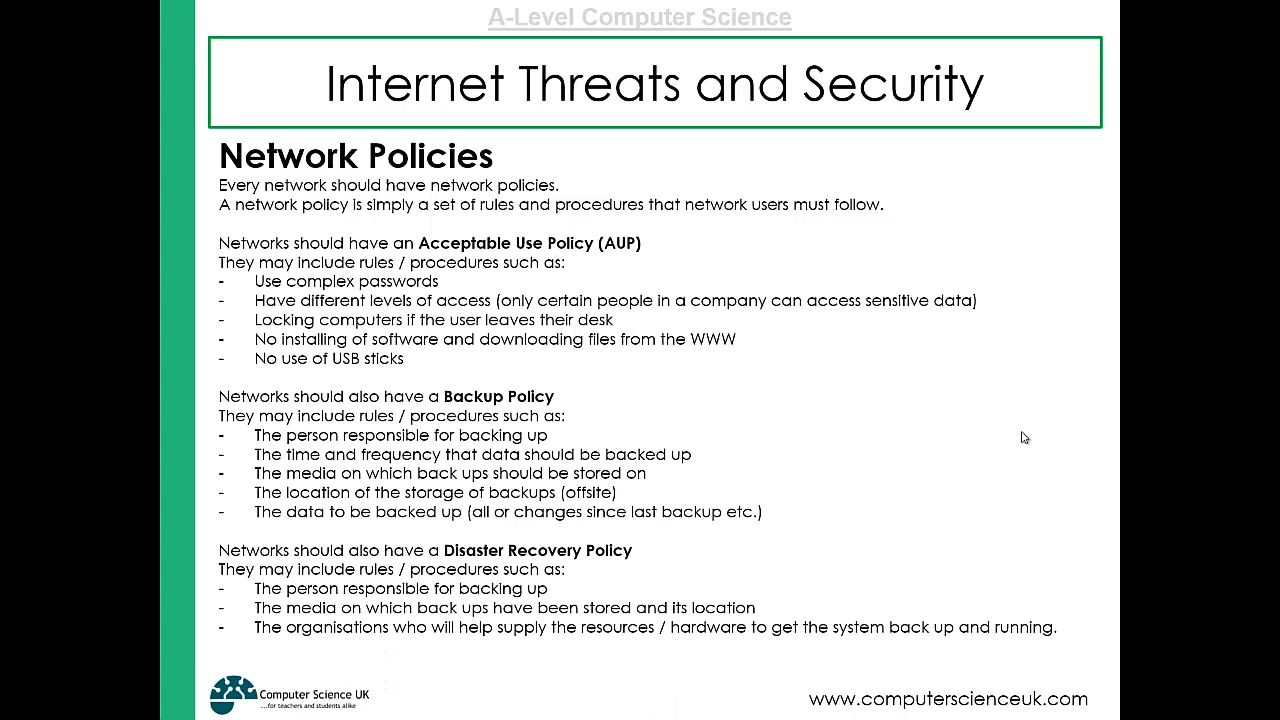 A-Level Computer Science
Internet Threats and Security
Network Policies
Every network should have network policies.
A network policy is simply a set of rules and procedures that network users must follow.
Networks should have an Acceptable Use Policy (AUP)
They may include rules / procedures such as:
- Use complex passwords
- Have different levels of access (only certain people in a company can access sensitive data)
- Locking computers if the user leaves their desk
- No installing of software and downloading files from the WWW
- No use of USB sticks
Networks should also have a Backup Policy
They may include rules / procedures such as:
- The person responsible for backing up
- The time and frequency that data should be backed up
- The media on which back ups should be stored on
- The location of the storage of backups (offsite)
- The data to be backed up (all or changes since last backup etc.)
Networks should also have a Disaster Recovery Policy
They may include rules / procedures such as:
- The person responsible for backing up
- The media on which back ups have been stored and its location
- The organisations who will help supply the resources / hardware to get the system back up and running.
Computer Science UK
...for teachers and students alike
www.computerscienceuk.com